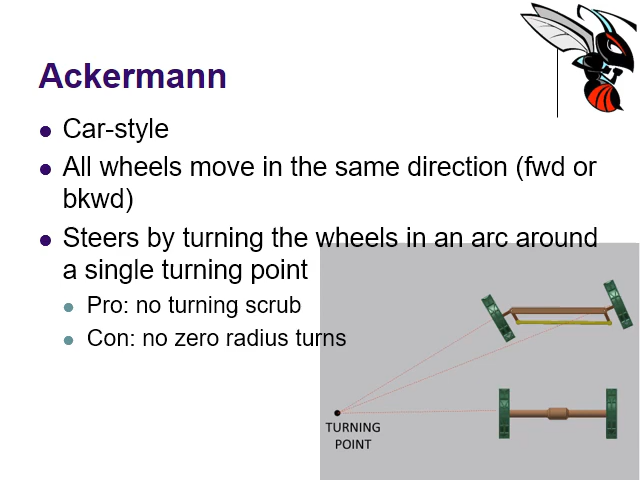 Ackermann
Car-style
All wheels move in the same direction (fwd or
bkwd)
Steers by turning the wheels in an arc around
a single turning point
Pro: no turning scrub
Con: no zero radius turns
TURNING
POINT